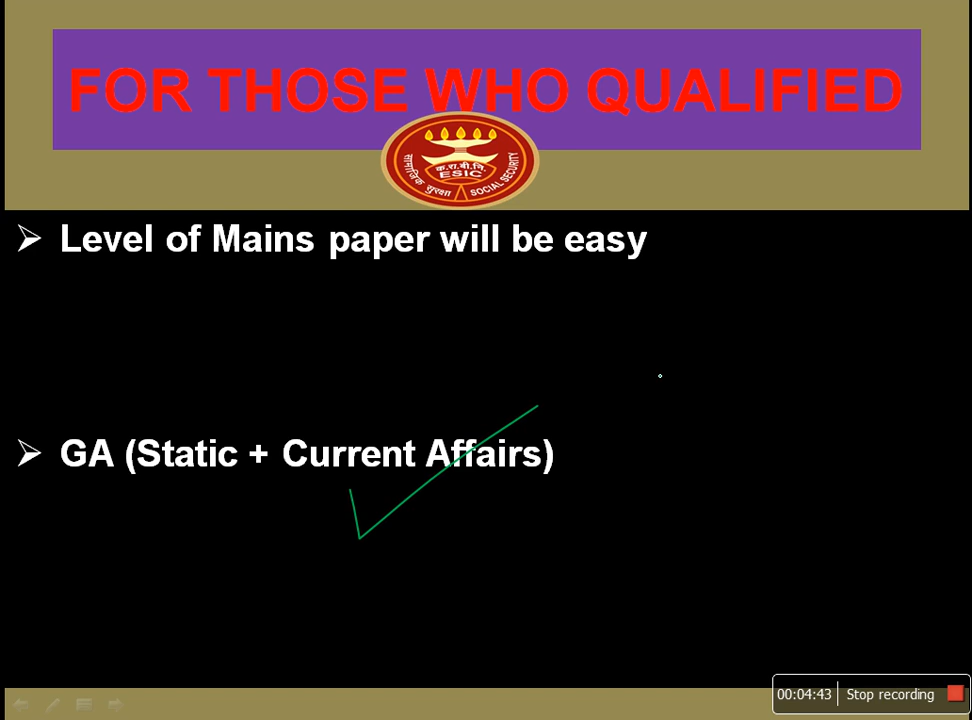 FOR THOSE WHO QUALIFIED
क.रा.बी.नि.
ESIC
सामाजिक सुरक्षा
SOCIAL SECURITY
Level of Mains paper will be easy
GA (Static + Current Affairs)
00:04:43 Stop recording